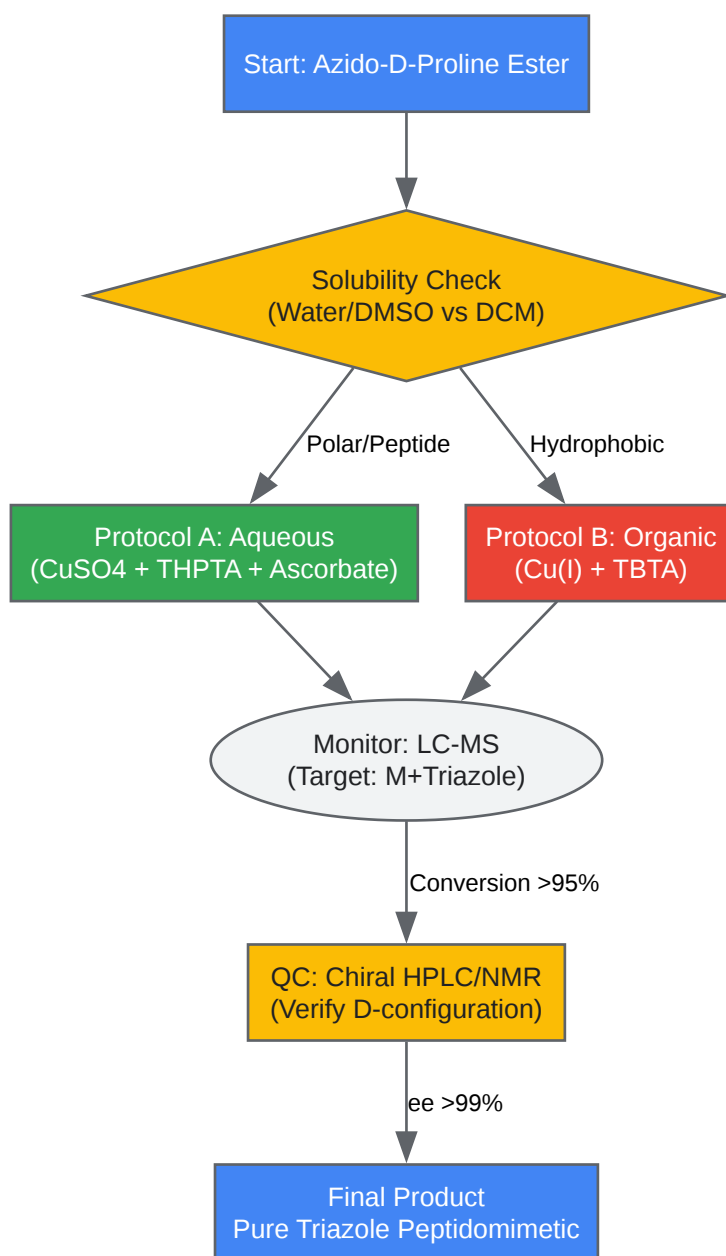 Start: Azido-D-Proline Ester
Solubility Check
(Water/DMSO vs DCM)
Polar/Peptide
Hydrophobic
Protocol A: Aqueous
(CuSO4 + THPTA + Ascorbate)
Protocol B: Organic
(Cu(I) + TBTA)
Monitor: LC-MS
(Target: M+Triazole)
Conversion >95%
QC: Chiral HPLC/NMR
(Verify D-configuration)
ee >99%
Final Product
Pure Triazole Peptidomimetic